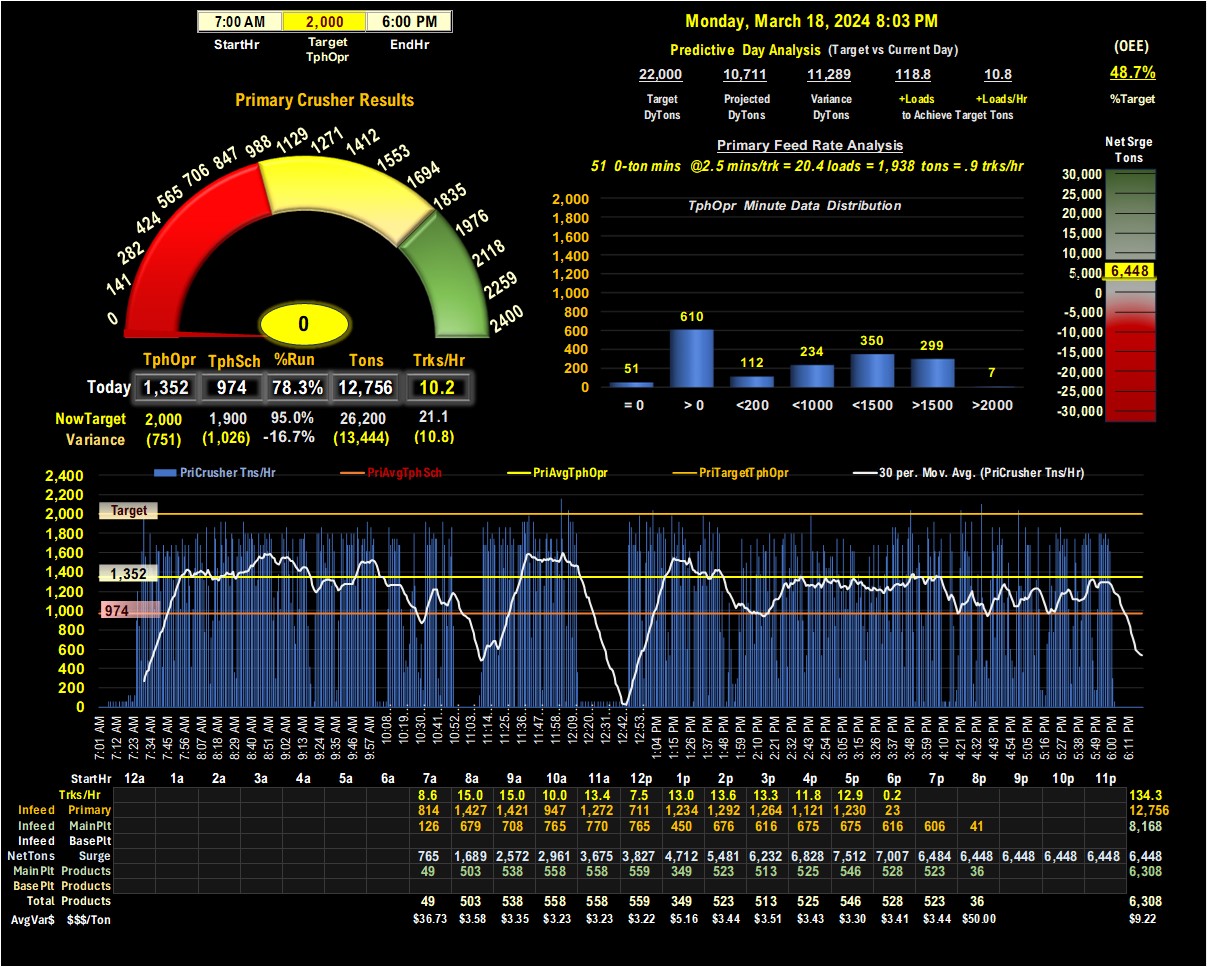 7:00 AM 2,000 6:00 PM
StartHr Target TphOpr EndHr
Monday, March 18, 2024 8:03 PM
Predictive Day Analysis (Target vs Current Day)
22,000 10,711 11,289 118.8 10.8
Target DyTons Projected DyTons Variance DyTons +Loads +Loads/Hr
to Achieve Target Tons
(OEE)
48.7%
%Target
Primary Crusher Results
0 141 282 424 565 706 847 988 1129 1271 1412 1553 1694 1835 1976 2118 2259 2400
0
TphOpr TphSch %Run Tons Trks/Hr
Today 1,352 974 78.3% 12,756 10.2
NowTarget 2,000 1,900 95.0% 26,200 21.1
Variance (751) (1,026) -16.7% (13,444) (10.8)
Primary Feed Rate Analysis
51 0-ton mins @2.5 mins/trk = 20.4 loads = 1,938 tons = .9 trks/hr
TphOpr Minute Data Distribution
2,000
1,800
1,600
1,400
1,200
1,000
800
600
400
200
0
51 610 112 234 350 299 7
= 0 > 0 <200 <1000 <1500 >1500 >2000
Net Srge
Tons
30,000
25,000
20,000
15,000
10,000
5,000 6,448
0
-5,000
-10,000
-15,000
-20,000
-25,000
-30,000
PriCrusher Tns/Hr PriAvgTphSch PriAvgTphOpr PriTargetTphOpr 30 per. Mov. Avg. (PriCrusher Tns/Hr)
2,400
2,200
2,000
1,800
1,600
1,400
1,200
1,000
800
600
400
200
0
Target
1,352
974
7:01 AM 7:12 AM 7:23 AM 7:34 AM 7:45 AM 7:56 AM 8:07 AM 8:18 AM 8:29 AM 8:40 AM 8:51 AM 9:02 AM 9:13 AM 9:24 AM 9:35 AM 9:46 AM 9:57 AM 10:08… 10:19… 10:30… 10:41… 10:52… 11:03… 11:14… 11:25… 11:36… 11:47… 11:58… 12:09… 12:20… 12:31… 12:42… 12:53… 1:04 PM 1:15 PM 1:26 PM 1:37 PM 1:48 PM 1:59 PM 2:10 PM 2:21 PM 2:32 PM 2:43 PM 2:54 PM 3:05 PM 3:15 PM 3:26 PM 3:37 PM 3:48 PM 3:59 PM 4:10 PM 4:21 PM 4:32 PM 4:43 PM 4:54 PM 5:05 PM 5:16 PM 5:27 PM 5:38 PM 5:49 PM 6:00 PM 6:11 PM
StartHr 12a 1a 2a 3a 4a 5a 6a 7a 8a 9a 10a 11a 12p 1p 2p 3p 4p 5p 6p 7p 8p 9p 10p 11p
Trks/Hr 8.6 15.0 15.0 10.0 13.4 7.5 13.0 13.6 13.3 11.8 12.9 0.2 134.3
Infeed Primary 814 1,427 1,421 947 1,272 711 1,234 1,292 1,264 1,121 1,230 23 12,756
Infeed MainPlt 126 679 708 765 770 765 450 676 616 675 675 616 606 41 8,168
Infeed BasePlt
NetTons Surge 765 1,689 2,572 2,961 3,675 3,827 4,712 5,481 6,232 6,828 7,512 7,007 6,484 6,448 6,448 6,448 6,448 6,448
MainPlt Products 49 503 538 558 558 559 349 523 513 525 546 528 523 36 6,308
BasePlt Products
Total Products 49 503 538 558 558 559 349 523 513 525 546 528 523 36 6,308
AvgVar$ $$$/Ton $36.73 $3.58 $3.35 $3.23 $3.23 $3.22 $5.16 $3.44 $3.51 $3.43 $3.30 $3.41 $3.44 $50.00 $9.22